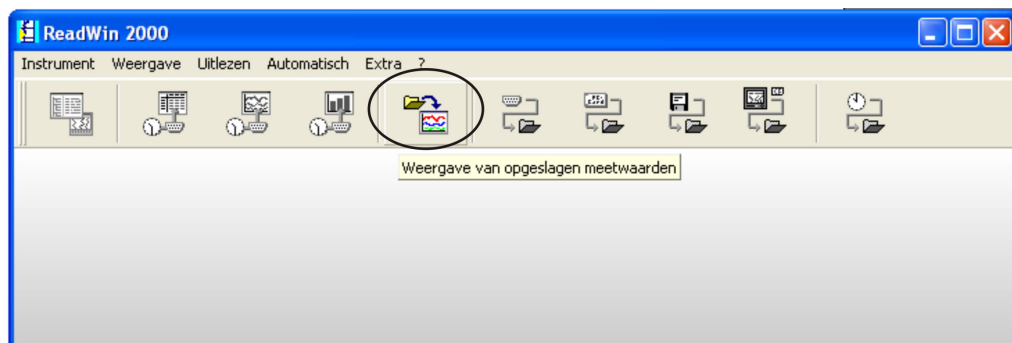 ReadWin 2000
Instrument Weergave Uitlezen Automatisch Extra ?
Weergave van opgeslagen meetwaarden